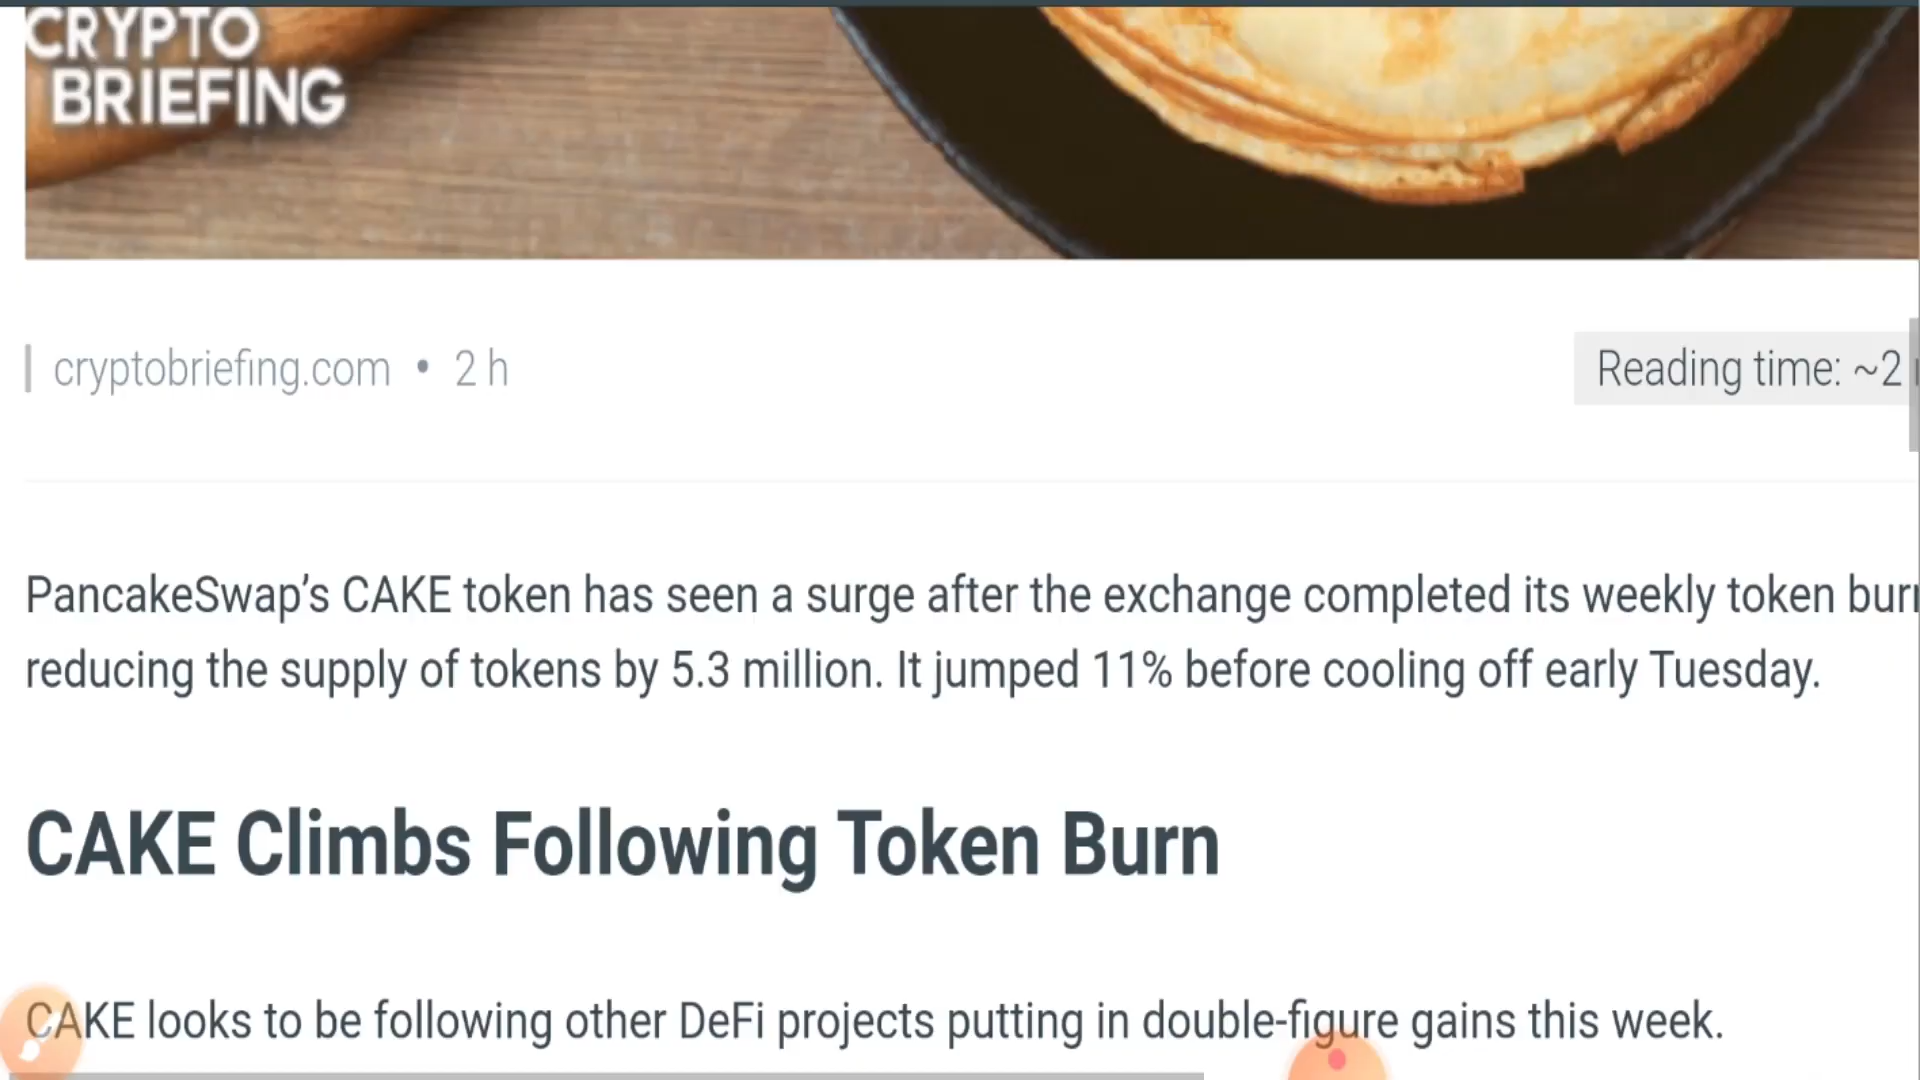 CRYPTO
BRIEFING
cryptobriefing.com • 2 h
Reading time: ~2
PancakeSwap’s CAKE token has seen a surge after the exchange completed its weekly token
reducing the supply of tokens by 5.3 million. It jumped 11% before cooling off early Tuesday.
CAKE Climbs Following Token Burn
CAKE looks to be following other DeFi projects putting in double-figure gains this week.